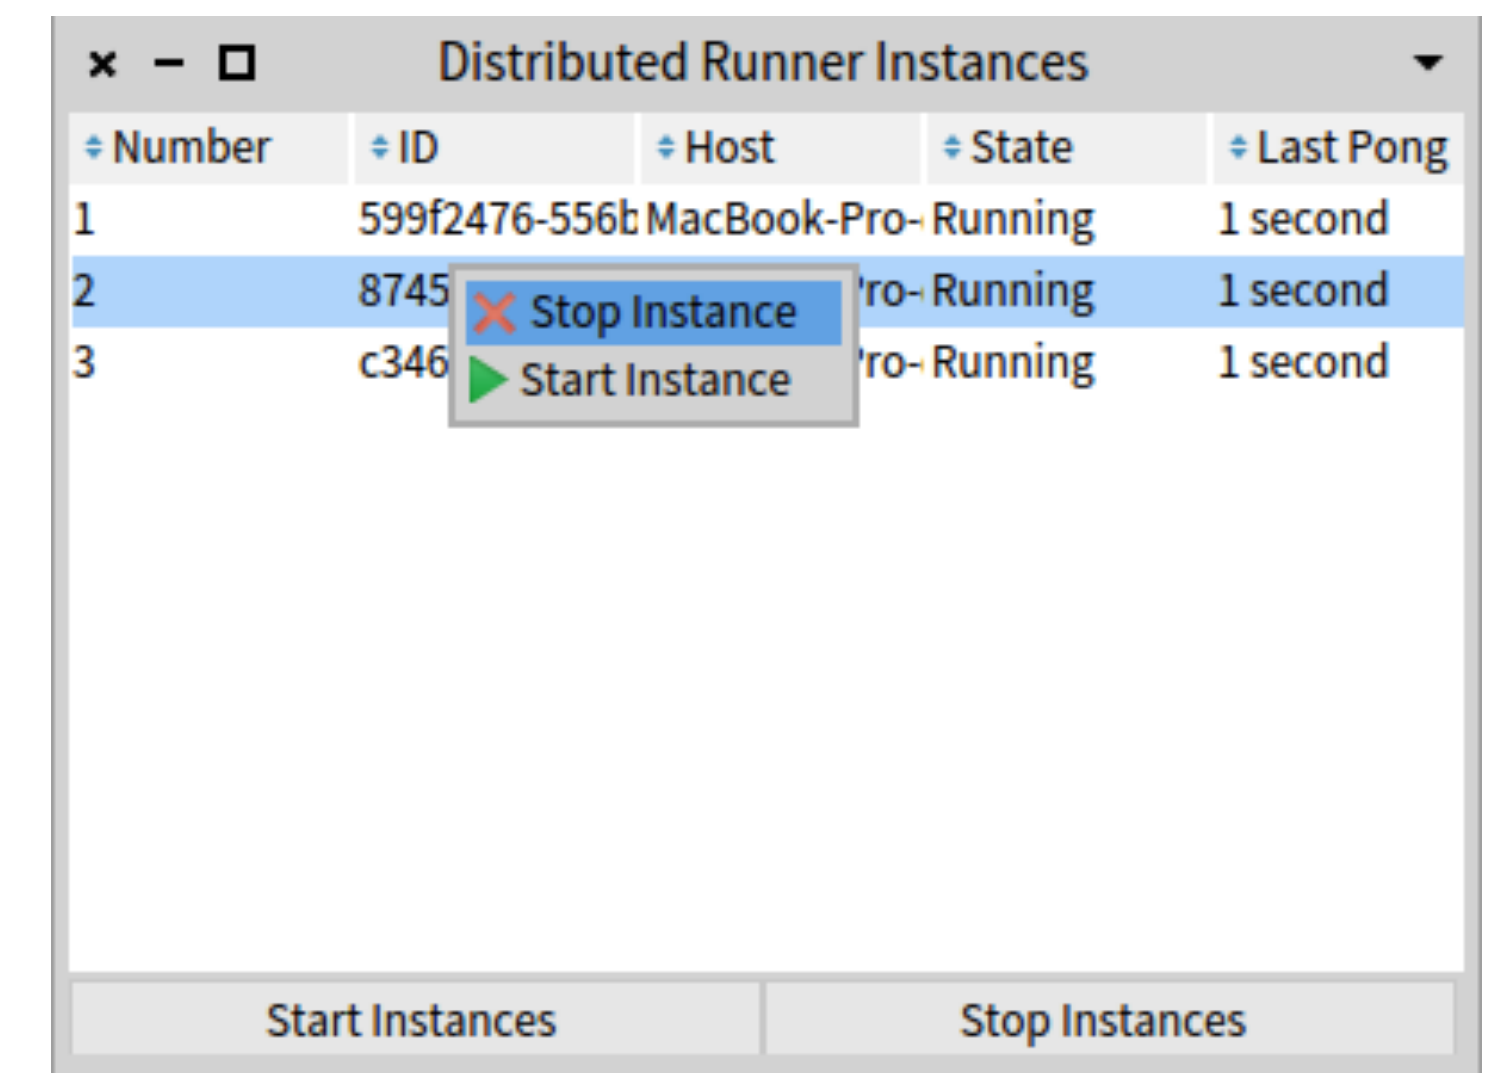 Distributed Runner Instances
Number ID Host State Last Pong
1 599f2476-556b MacBook-Pro- Running 1 second
2 8745 ro- Running 1 second
Stop Instance
3 c346 ro- Running 1 second
Start Instance
Start Instances Stop Instances